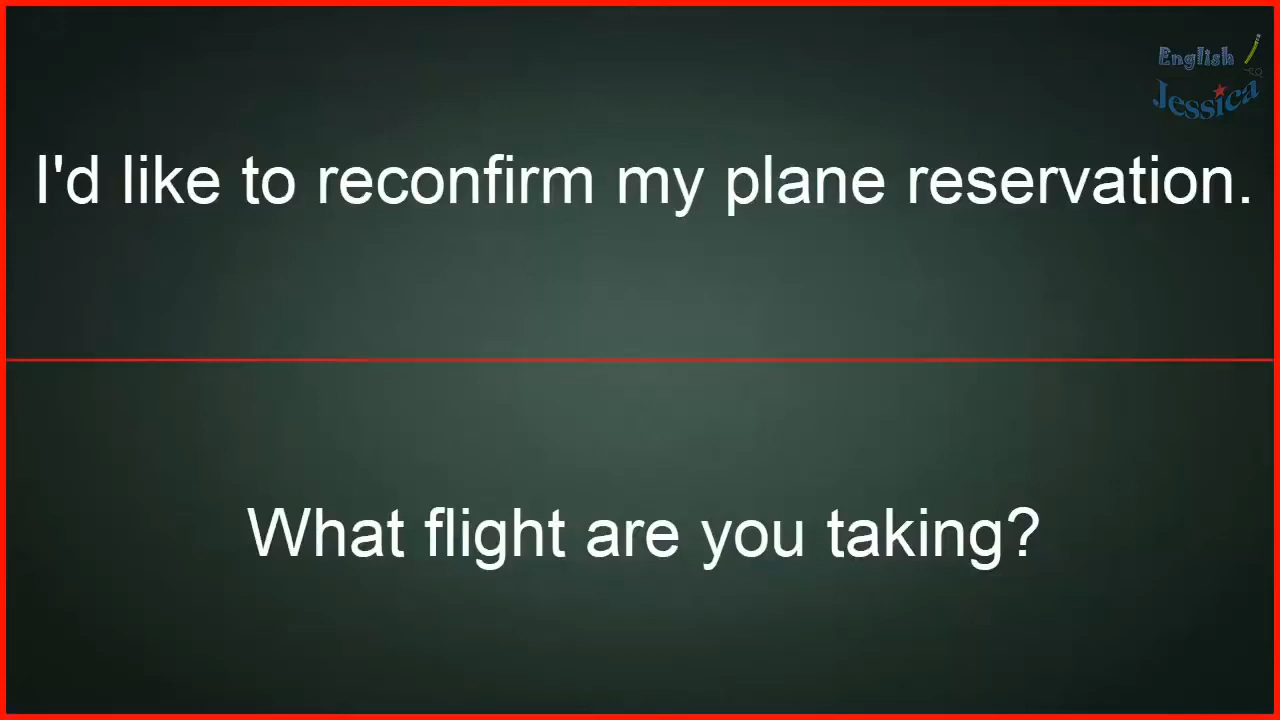 English
Jessica
I'd like to reconfirm my plane reservation.
What flight are you taking?